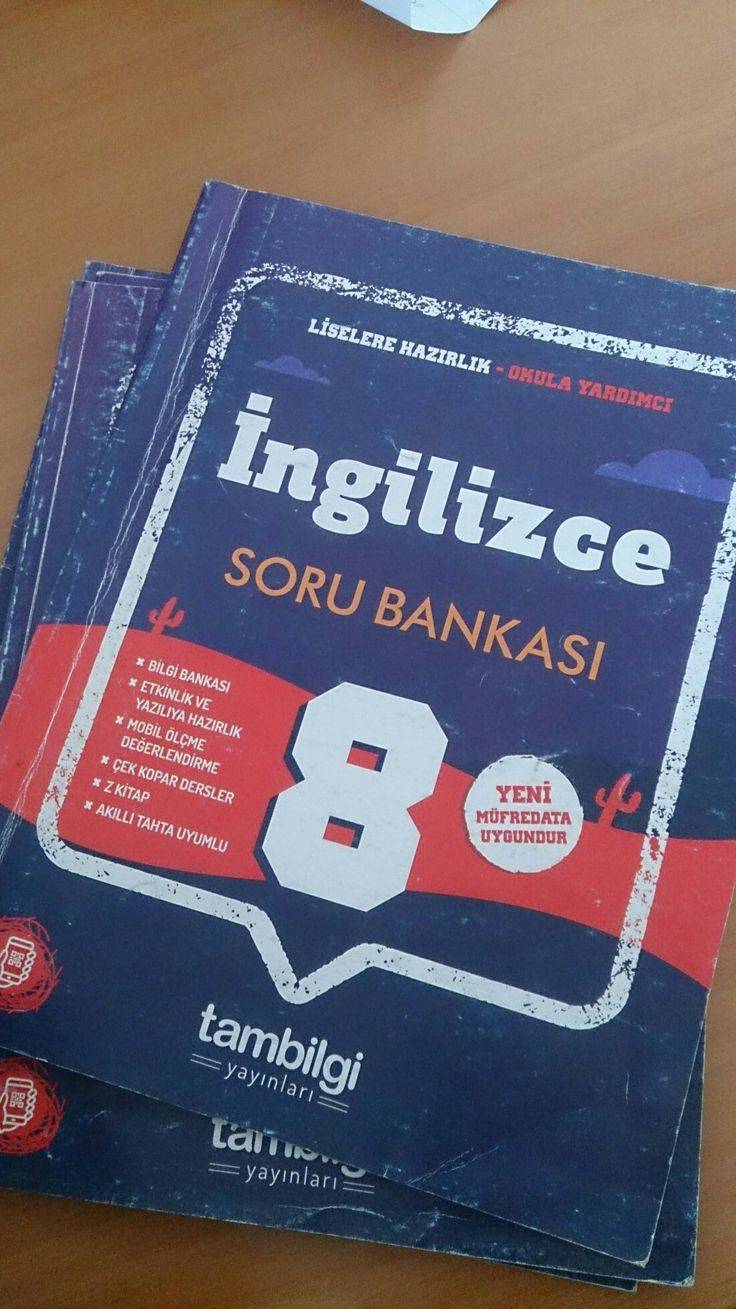 LİSELERE HAZIRLIK - OKULA YARDIMCI
İngilizce
SORU BANKASI
× BİLGİ BANKASI
× ETKİNLİK VE
YAZILIYA HAZIRLIK
× MOBİL ÖLÇME
DEĞERLENDİRME
× ÇEK KOPAR DERSLER
× Z KİTAP
× AKILLI TAHTA UYUMLU
8
YENİ
MÜFREDATA
UYGUNDUR
tambilgi
yayınları
tambilgi
yayınları